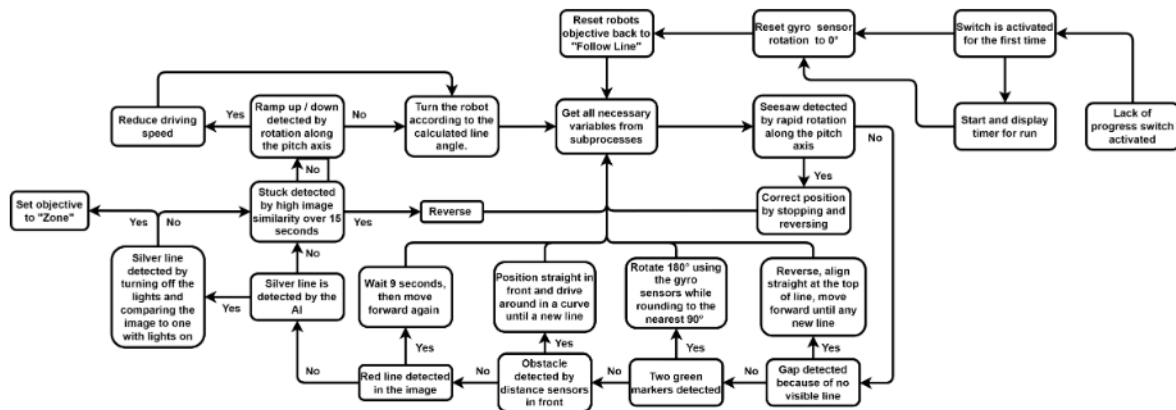 Reset robots
objective back to
"Follow Line"
Reset gyro sensor
rotation to 0°
Switch is activated
for the first time
Reduce driving
speed
Yes
Ramp up / down
detected by
rotation along
the pitch axis
No
Turn the robot
according to the
calculated line
angle.
Get all necessary
variables from
subprocesses
Seesaw detected
by rapid rotation
along the pitch
axis
No
Start and display
timer for run
Lack of
progress switch
activated
No
Yes
Set objective
to "Zone"
Yes
No
Stuck detected
by high image
similarity over 15
seconds
Yes
Reverse
Correct position
by stopping and
reversing
No
Silver line
detected by
turning off the
lights and
comparing the
image to one
with lights on
Yes
Silver line is
detected by the
AI
Wait 9 seconds,
then move
forward again
Position straight in
front and drive
around in a curve
until a new line
Rotate 180° using
the gyro
sensors while
rounding to the
nearest 90°
Reverse, align
straight at the top
of line, move
forward until any
new line
Yes
Yes
Yes
Yes
No
Red line detected
in the image
No
Obstacle
detected by
distance sensors
in front
No
Two green
markers detected
No
Gap detected
because of no
visible line